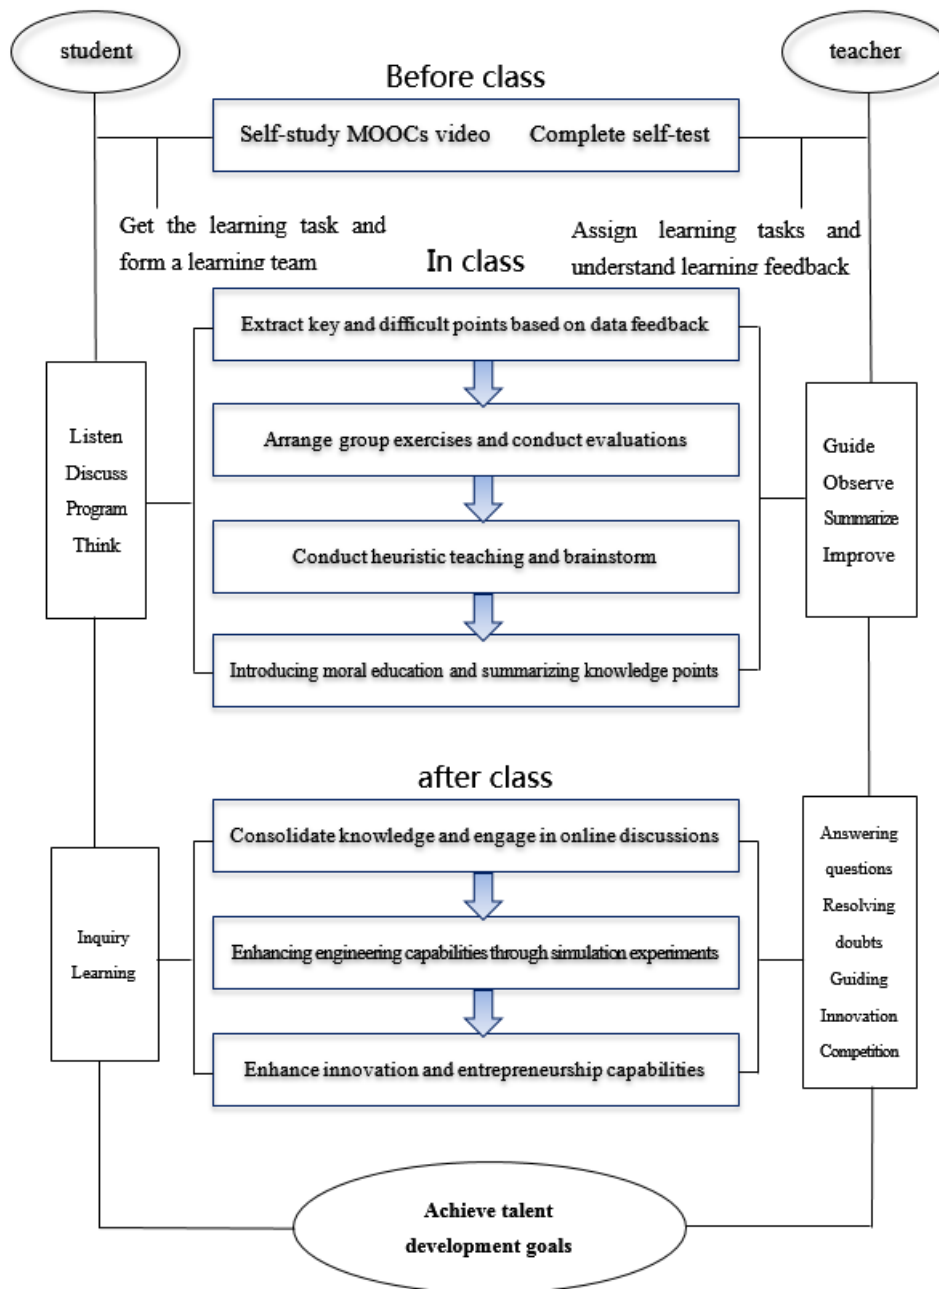 student
teacher
Before class
Self-study MOOCs video
Complete self-test
Get the learning task and
form a learning team
Assign learning tasks and
understand learning feedback
In class
Extract key and difficult points based on data feedback
Arrange group exercises and conduct evaluations
Conduct heuristic teaching and brainstorm
Introducing moral education and summarizing knowledge points
Listen
Discuss
Program
Think
Guide
Observe
Summarize
Improve
after class
Consolidate knowledge and engage in online discussions
Enhancing engineering capabilities through simulation experiments
Enhance innovation and entrepreneurship capabilities
Inquiry
Learning
Answering
questions
Resolving
doubts
Guiding
Innovation
Competition
Achieve talent
development goals